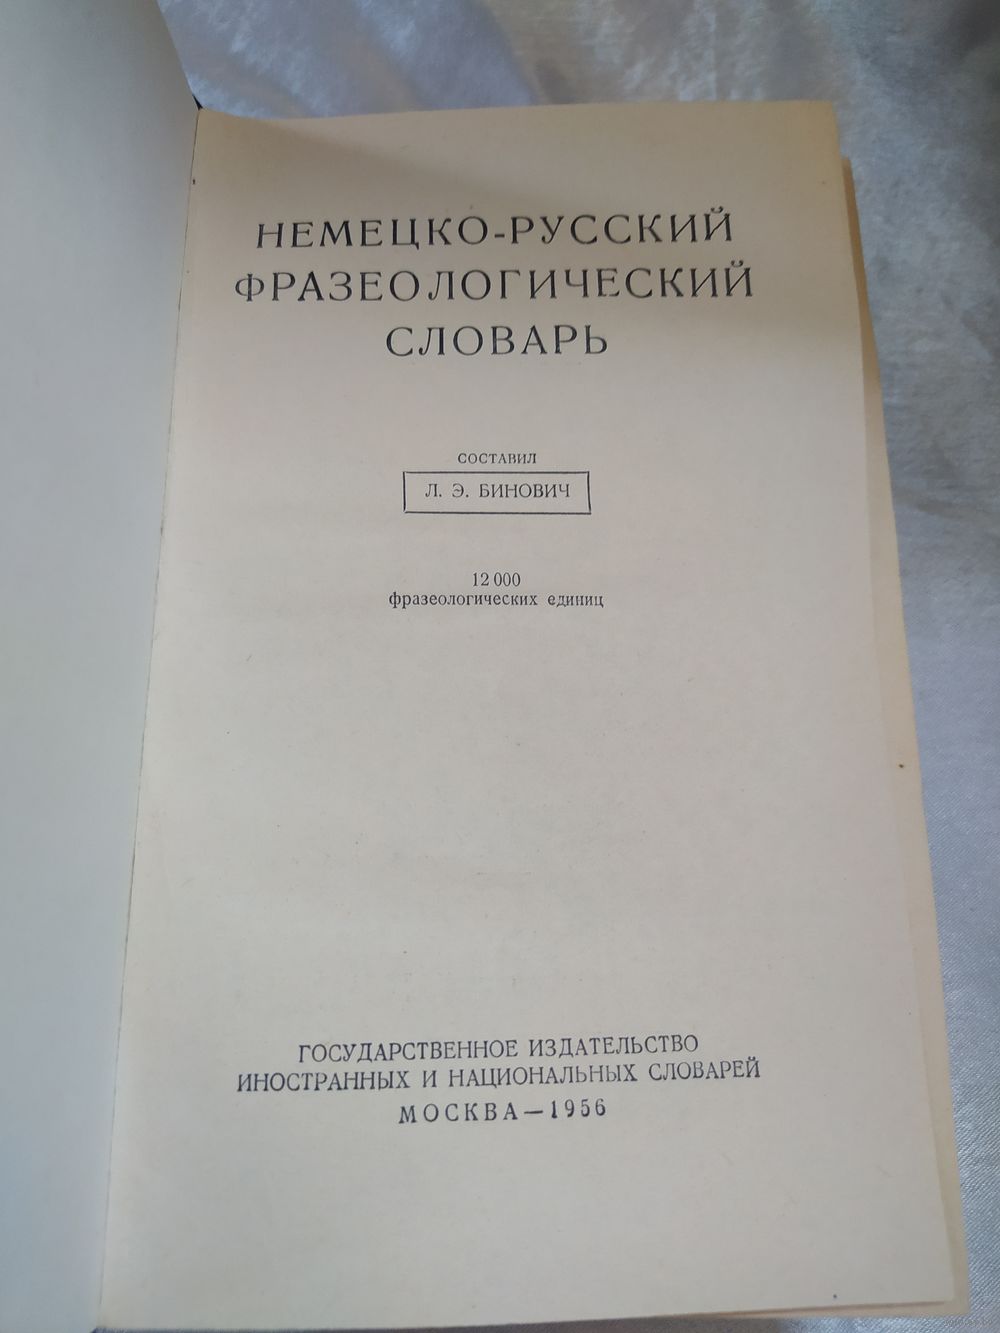 НЕМЕЦКО-РУССКИЙ
ФРАЗЕОЛОГИЧЕСКИЙ
СЛОВАРЬ
СОСТАВИЛ
Л. Э. БИНОВИЧ
12 000
фразеологических единиц
ГОСУДАРСТВЕННОЕ ИЗДАТЕЛЬСТВО
ИНОСТРАННЫХ И НАЦИОНАЛЬНЫХ СЛОВАРЕЙ
МОСКВА — 1956